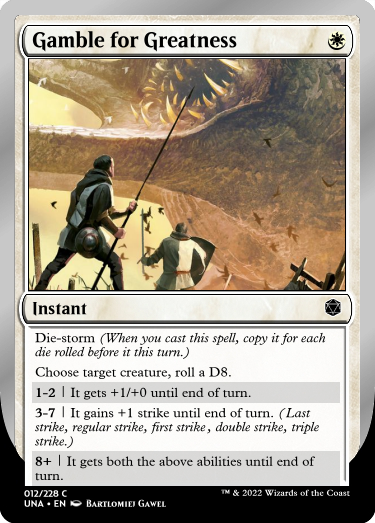 Gamble for Greatness
Instant
Die-storm (When you cast this spell, copy it for each
die rolled before it this turn.)
Choose target creature, roll a D8.
1-2 | It gets +1/+0 until end of turn.
3-7 | It gains +1 strike until end of turn. (Last
strike, regular strike, first strike, double strike, triple
strike.)
8+ | It gets both the above abilities until end of
turn.
012/228 C
UNA • EN Bartlomiej Gawel
™ & 2022 Wizards of the Coast